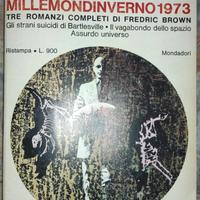 MILLEMONDINVERNO1973
TRE ROMANZI COMPLETI DI FREDRIC BROWN
Gli strani suicidi di Bartlesville • Il vagabondo dello spazio
Assurdo universo
Ristampa • L. 900
Mondadori